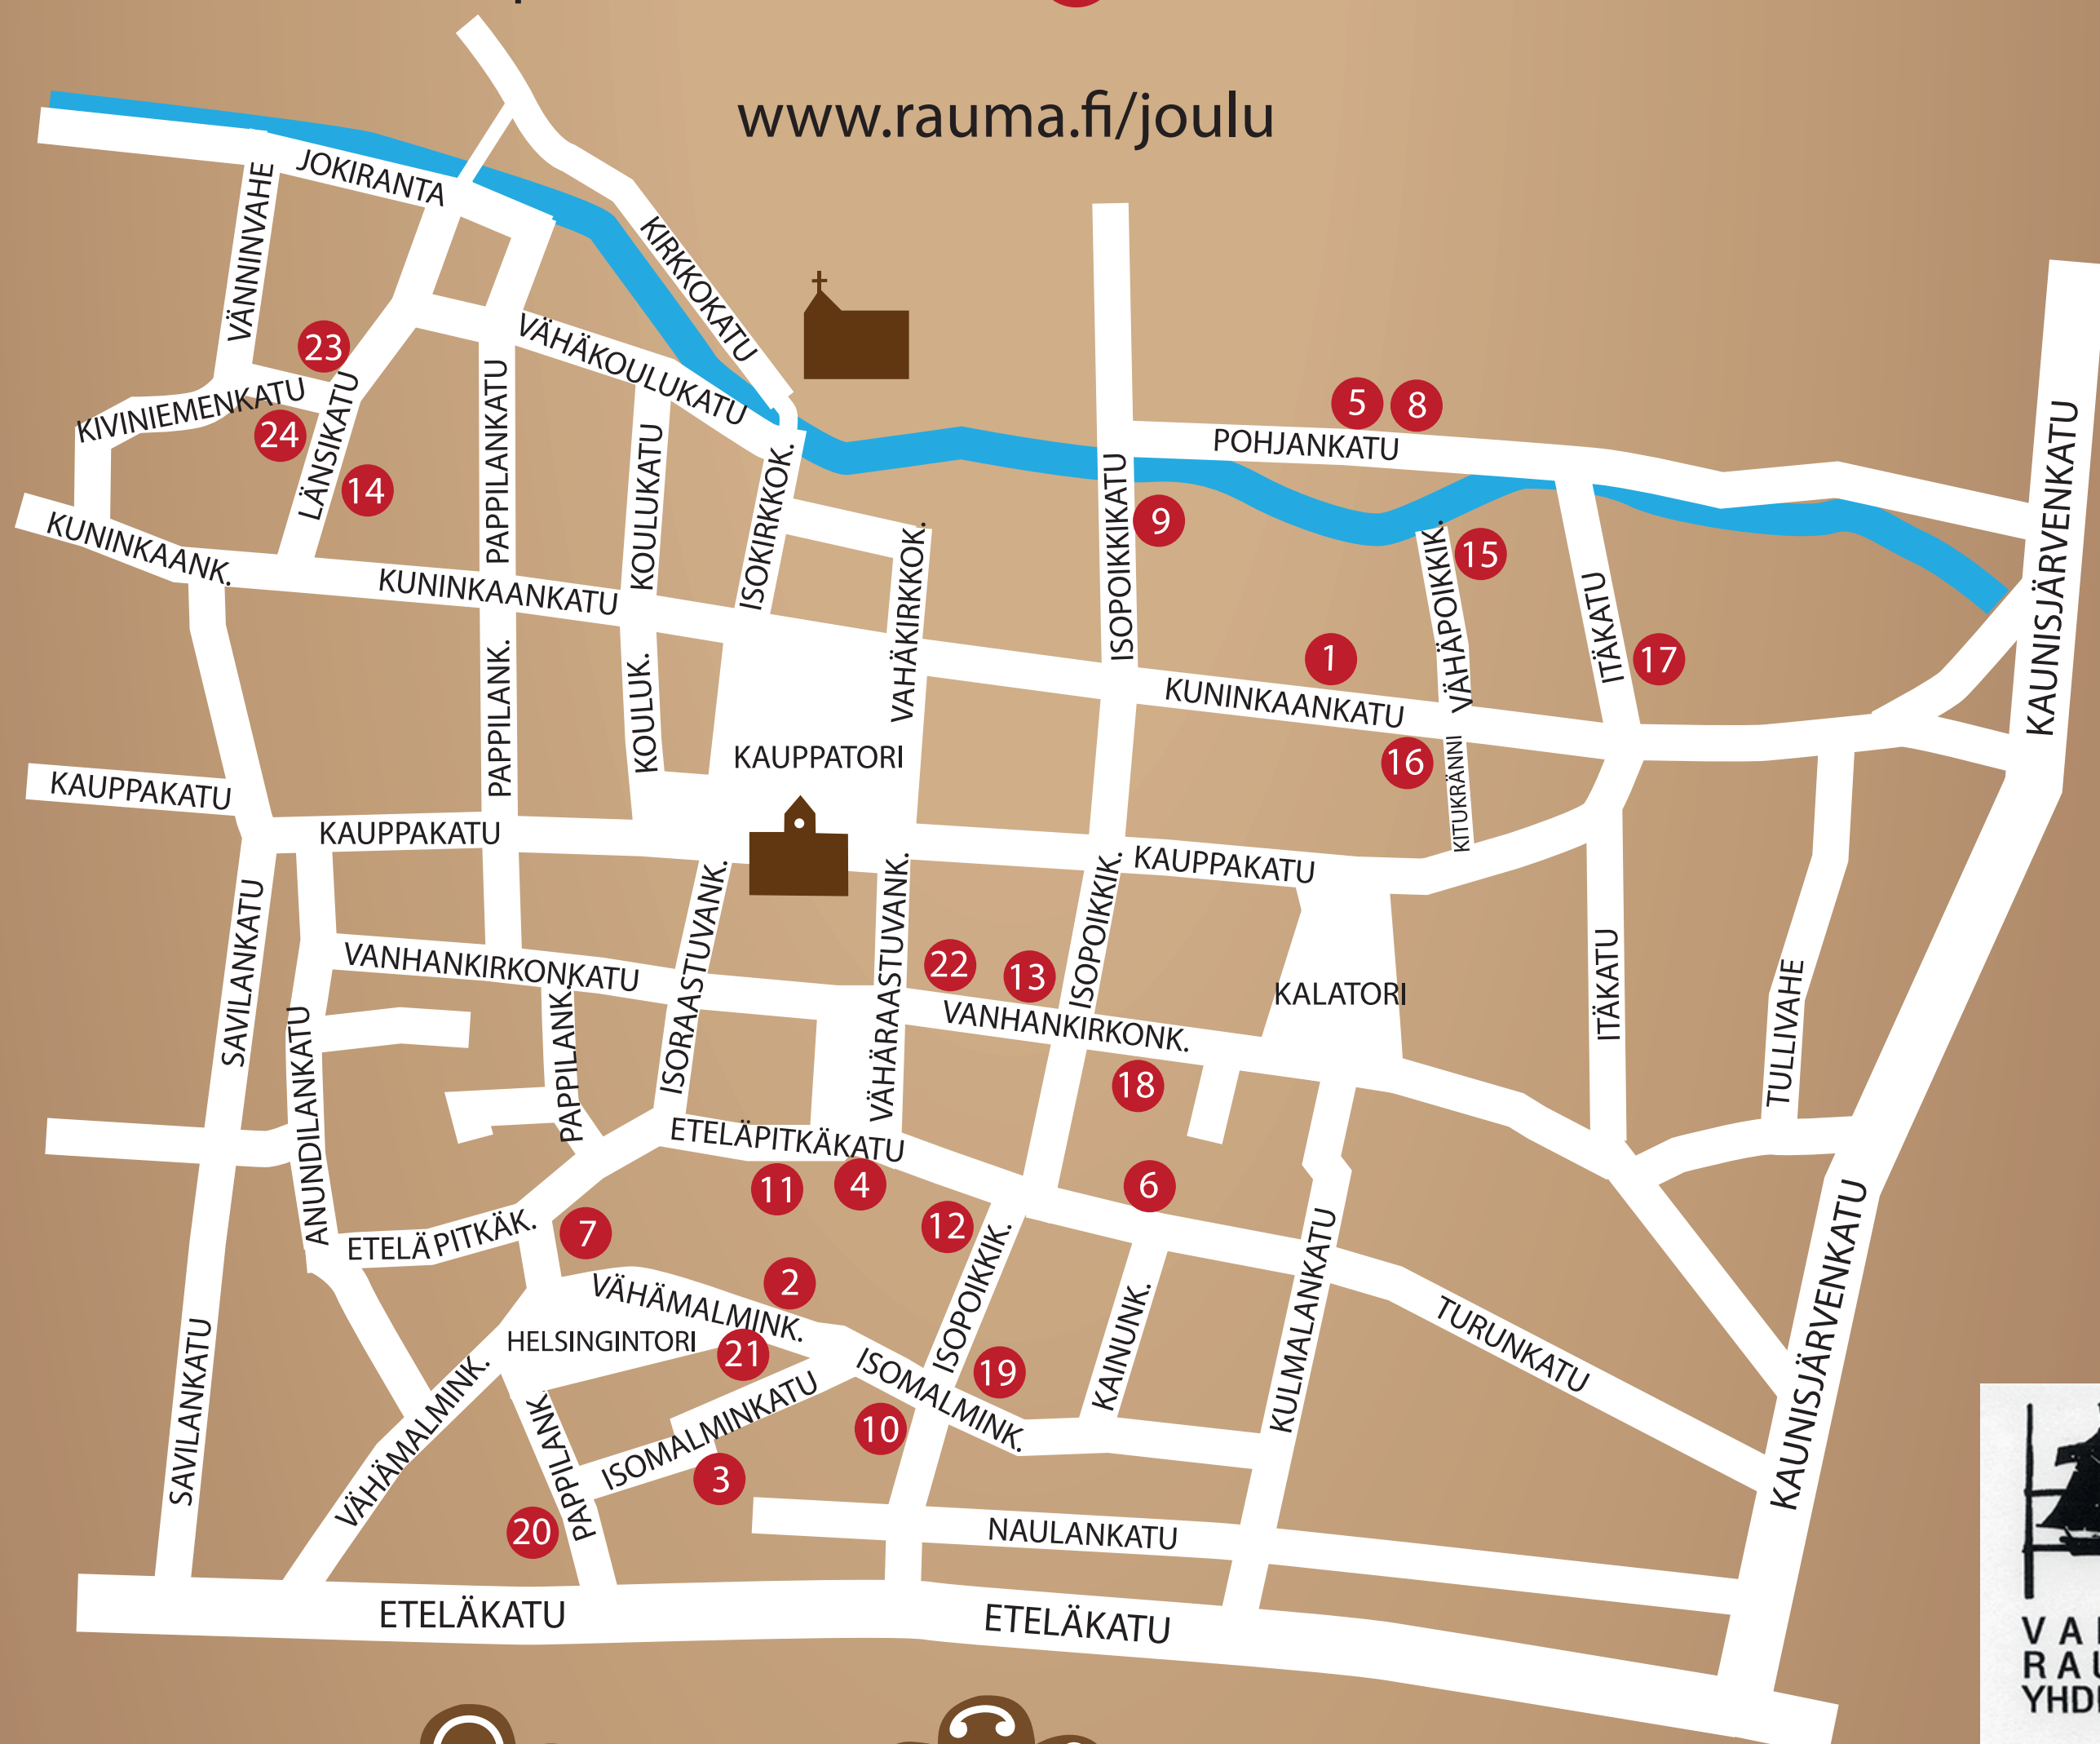 www.rauma.fi/joulu
JOKIRANTA
VÄNNINVAHE
KIRKKOKATU
23
VÄHÄKOULUKATU
KIVINIEMENKATU
24
LÄNSIKATU
14
PAPPILANKATU
KOULUKATU
ISOKIRKKOK.
VAHÄKIRKKOK.
ISOPOIKKIKATU
5
8
POHJANKATU
9
VÄHÄPOIKKIK.
15
ITÄKATU
17
KAUNISJÄRVENKATU
KUNINKAANK.
KUNINKAANKATU
1
KUNINKAANKATU
16
KITUKRÄNNI
PAPPILANK.
KOULUK.
KAUPPATORI
KAUPPAKATU
KAUPPAKATU
KAUPPAKATU
SAVILANKATU
VANHANKIRKONKATU
ISORAASTUVANK.
VÄHÄRAASTUVANK.
22
13
ISOPOIKKIK.
VANHANKIRKONK.
KALATORI
ITÄKATU
TULLIVAHE
ANUNDILANKATU
PAPPILANK.
18
ETELÄPITKÄKATU
11
4
12
6
ETELÄPITKÄK.
7
2
VÄHÄMALMINK.
HELSINGINTORI
21
ISOMALMINK.
ISOPOIKKIK.
19
KAINUNK.
KULMALANKATU
TURUNKATU
KAUNISJÄRVENKATU
SAVILANKATU
VÄHÄMALMINK.
PAPPILANK.
ISOMALMINKATU
10
3
20
NAULANKATU
ETELÄKATU
ETELÄKATU